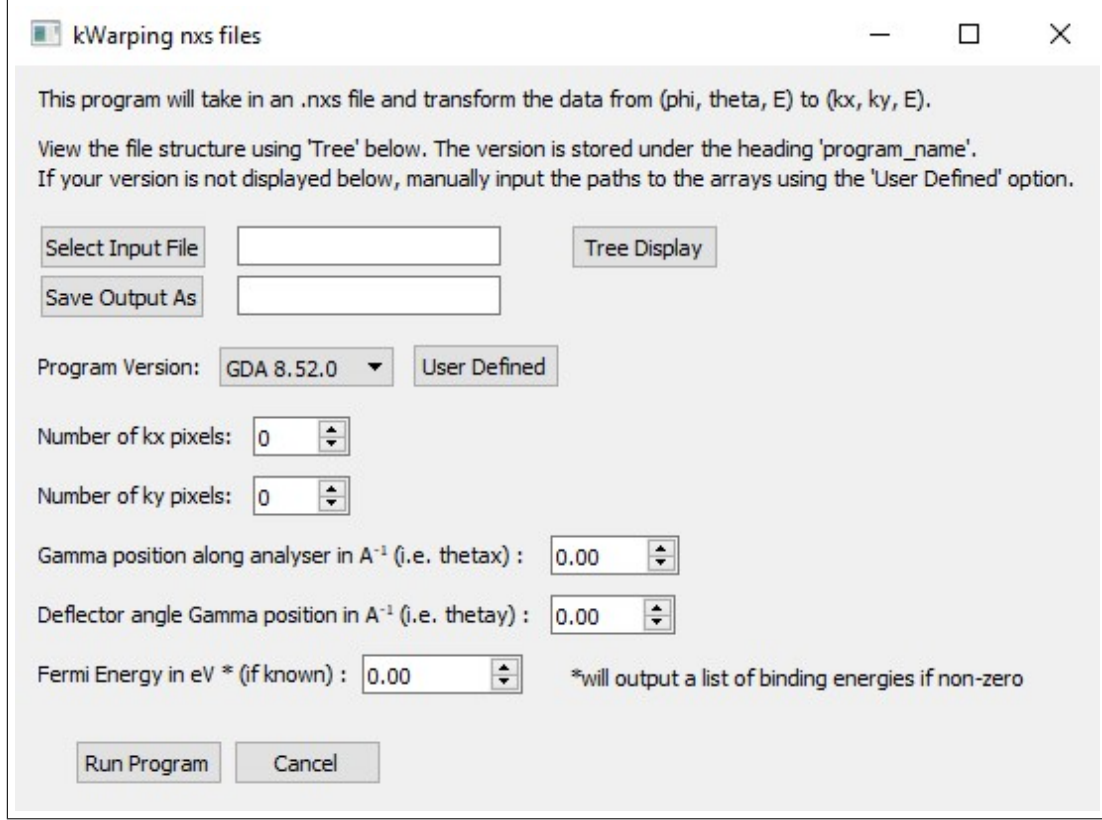 kWarping nxs files
This program will take in an .nxs file and transform the data from (phi, theta, E) to (kx, ky, E).
View the file structure using 'Tree' below. The version is stored under the heading 'program_name'.
If your version is not displayed below, manually input the paths to the arrays using the 'User Defined' option.
Select Input File Tree Display
Save Output As
Program Version: GDA 8.52.0 User Defined
Number of kx pixels: 0
Number of ky pixels: 0
Gamma position along analyser in A⁻¹ (i.e. thetax) : 0.00
Deflector angle Gamma position in A⁻¹ (i.e. thetay) : 0.00
Fermi Energy in eV * (if known) : 0.00 *will output a list of binding energies if non-zero
Run Program Cancel